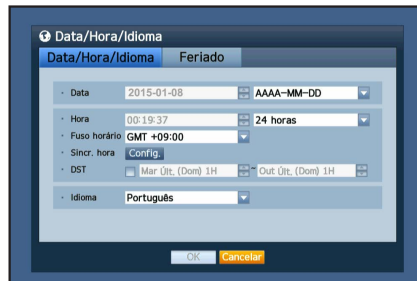 Data/Hora/Idioma
Data/Hora/Idioma Feriado
Data 2015-01-08 AAAA-MM-DD
Hora 00:19:37 24 horas
Fuso horário GMT +09:00
Sincr. hora Config.
DST Mar Últ. (Dom) 1H ~ Out Últ. (Dom) 1H
Idioma Português
OK Cancelar